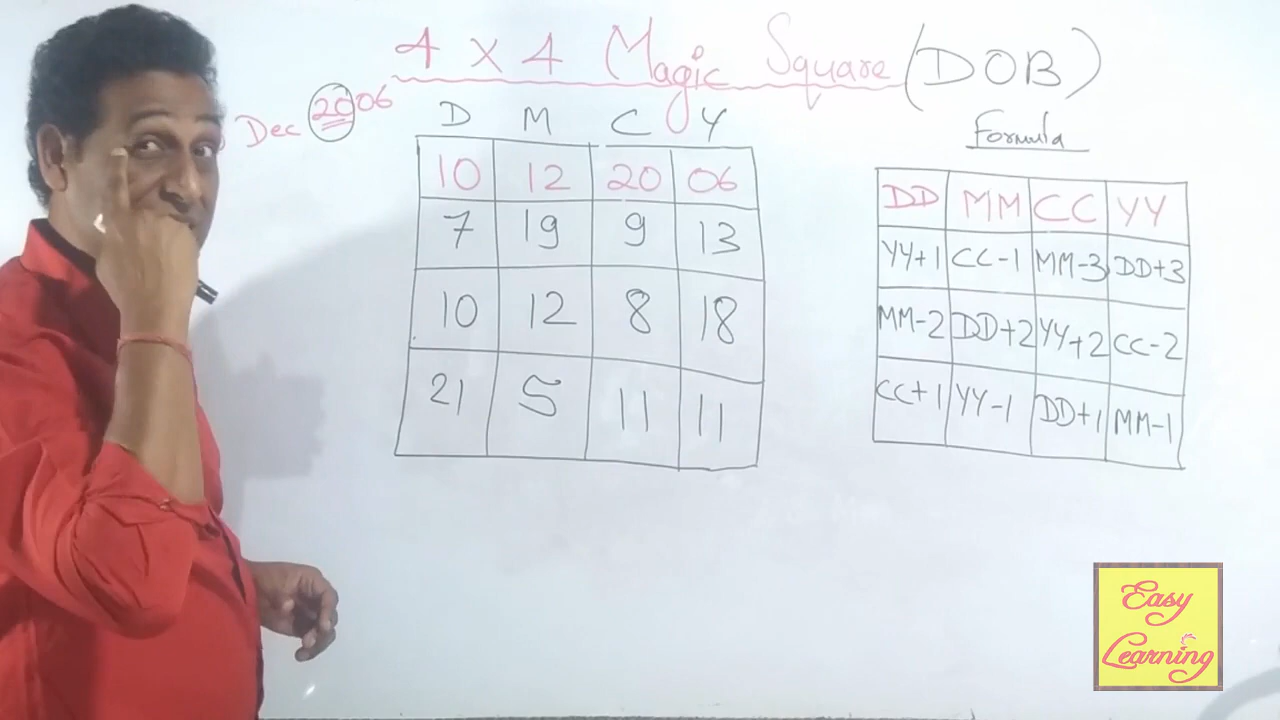 4 X 4 Magic Square (DOB)
Dec 2006
D M C Y
Formula
10 12 20 06
7 19 9 13
10 12 8 18
21 5 11 11
DD MM CC YY
YY+1 CC-1 MM-3 DD+3
MM-2 DD+2 YY+2 CC-2
CC+1 YY-1 DD+1 MM-1
Easy
Learning